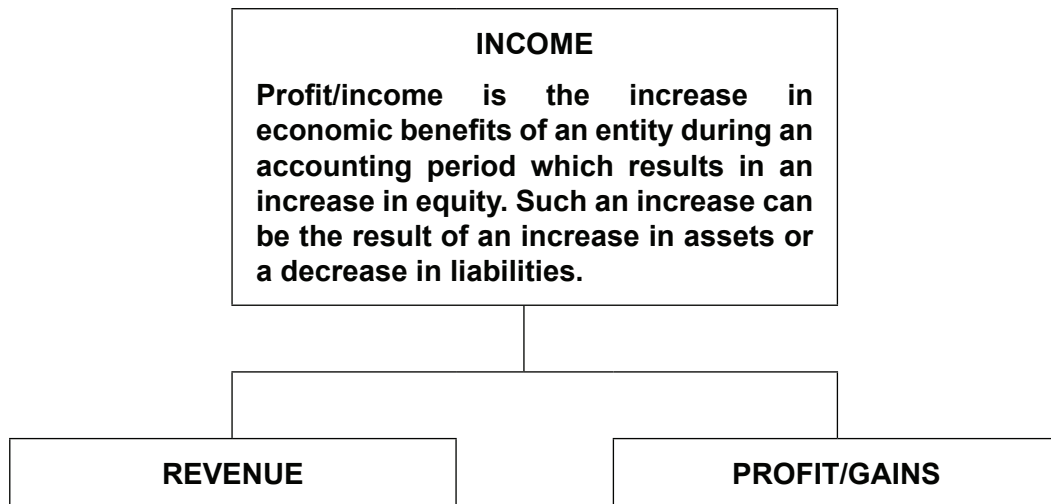 INCOME
Profit/income is the increase in
economic benefits of an entity during an
accounting period which results in an
increase in equity. Such an increase can
be the result of an increase in assets or
a decrease in liabilities.
REVENUE
PROFIT/GAINS